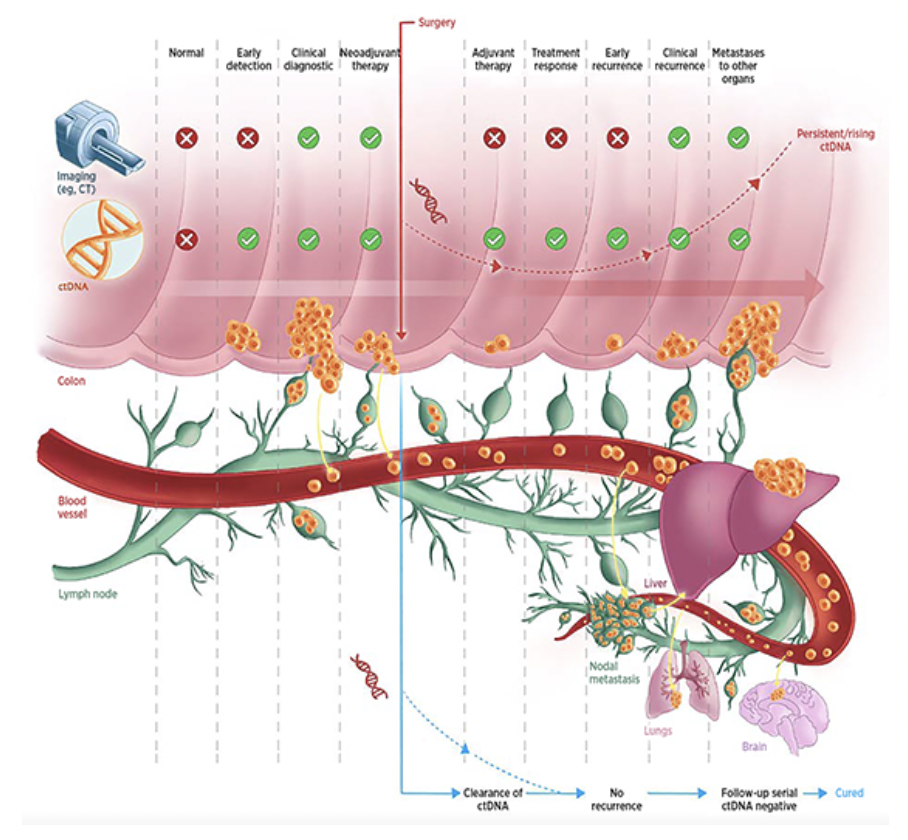 Surgery
Normal
Early
detection
Clinical
diagnostic
Neoadjuvant
therapy
Adjuvant
therapy
Treatment
response
Early
recurrence
Clinical
recurrence
Metastases
to other
organs
Imaging
(eg, CT)
Persistent/rising
ctDNA
ctDNA
Colon
Blood
vessel
Lymph node
Liver
Nodal
metastasis
Lungs
Brain
Clearance of
ctDNA
No
recurrence
Follow-up serial
ctDNA negative
Cured